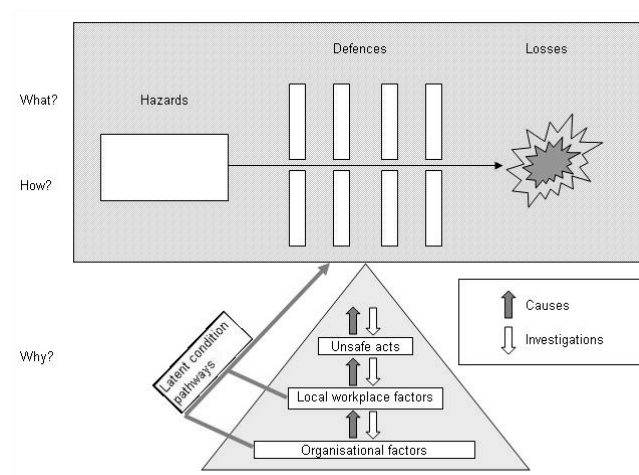 Defences
Losses
What?
Hazards
How?
Causes
Investigations
Why?
Latent condition
pathways
Unsafe acts
Local workplace factors
Organisational factors